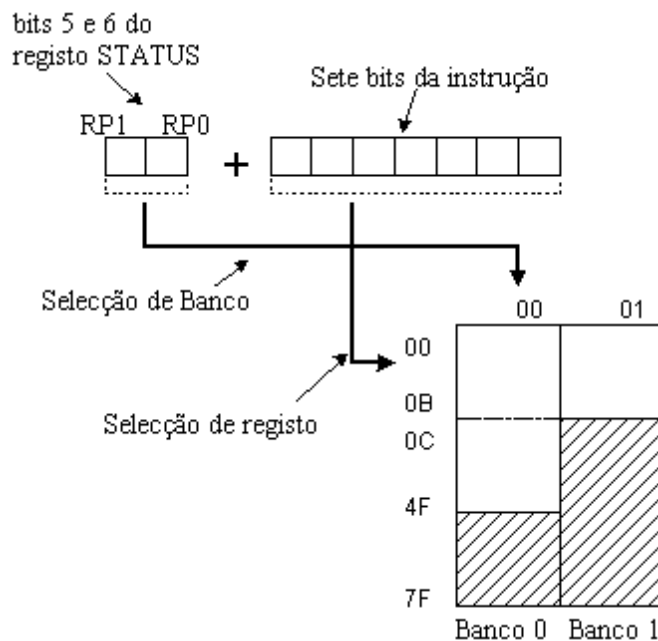 bits 5 e 6 do
registo STATUS
Sete bits da instrução
RP1 RP0
+
Selecção de Banco
00 01
00
0B
Selecção de registo
0C
4F
7F
Banco 0 Banco 1